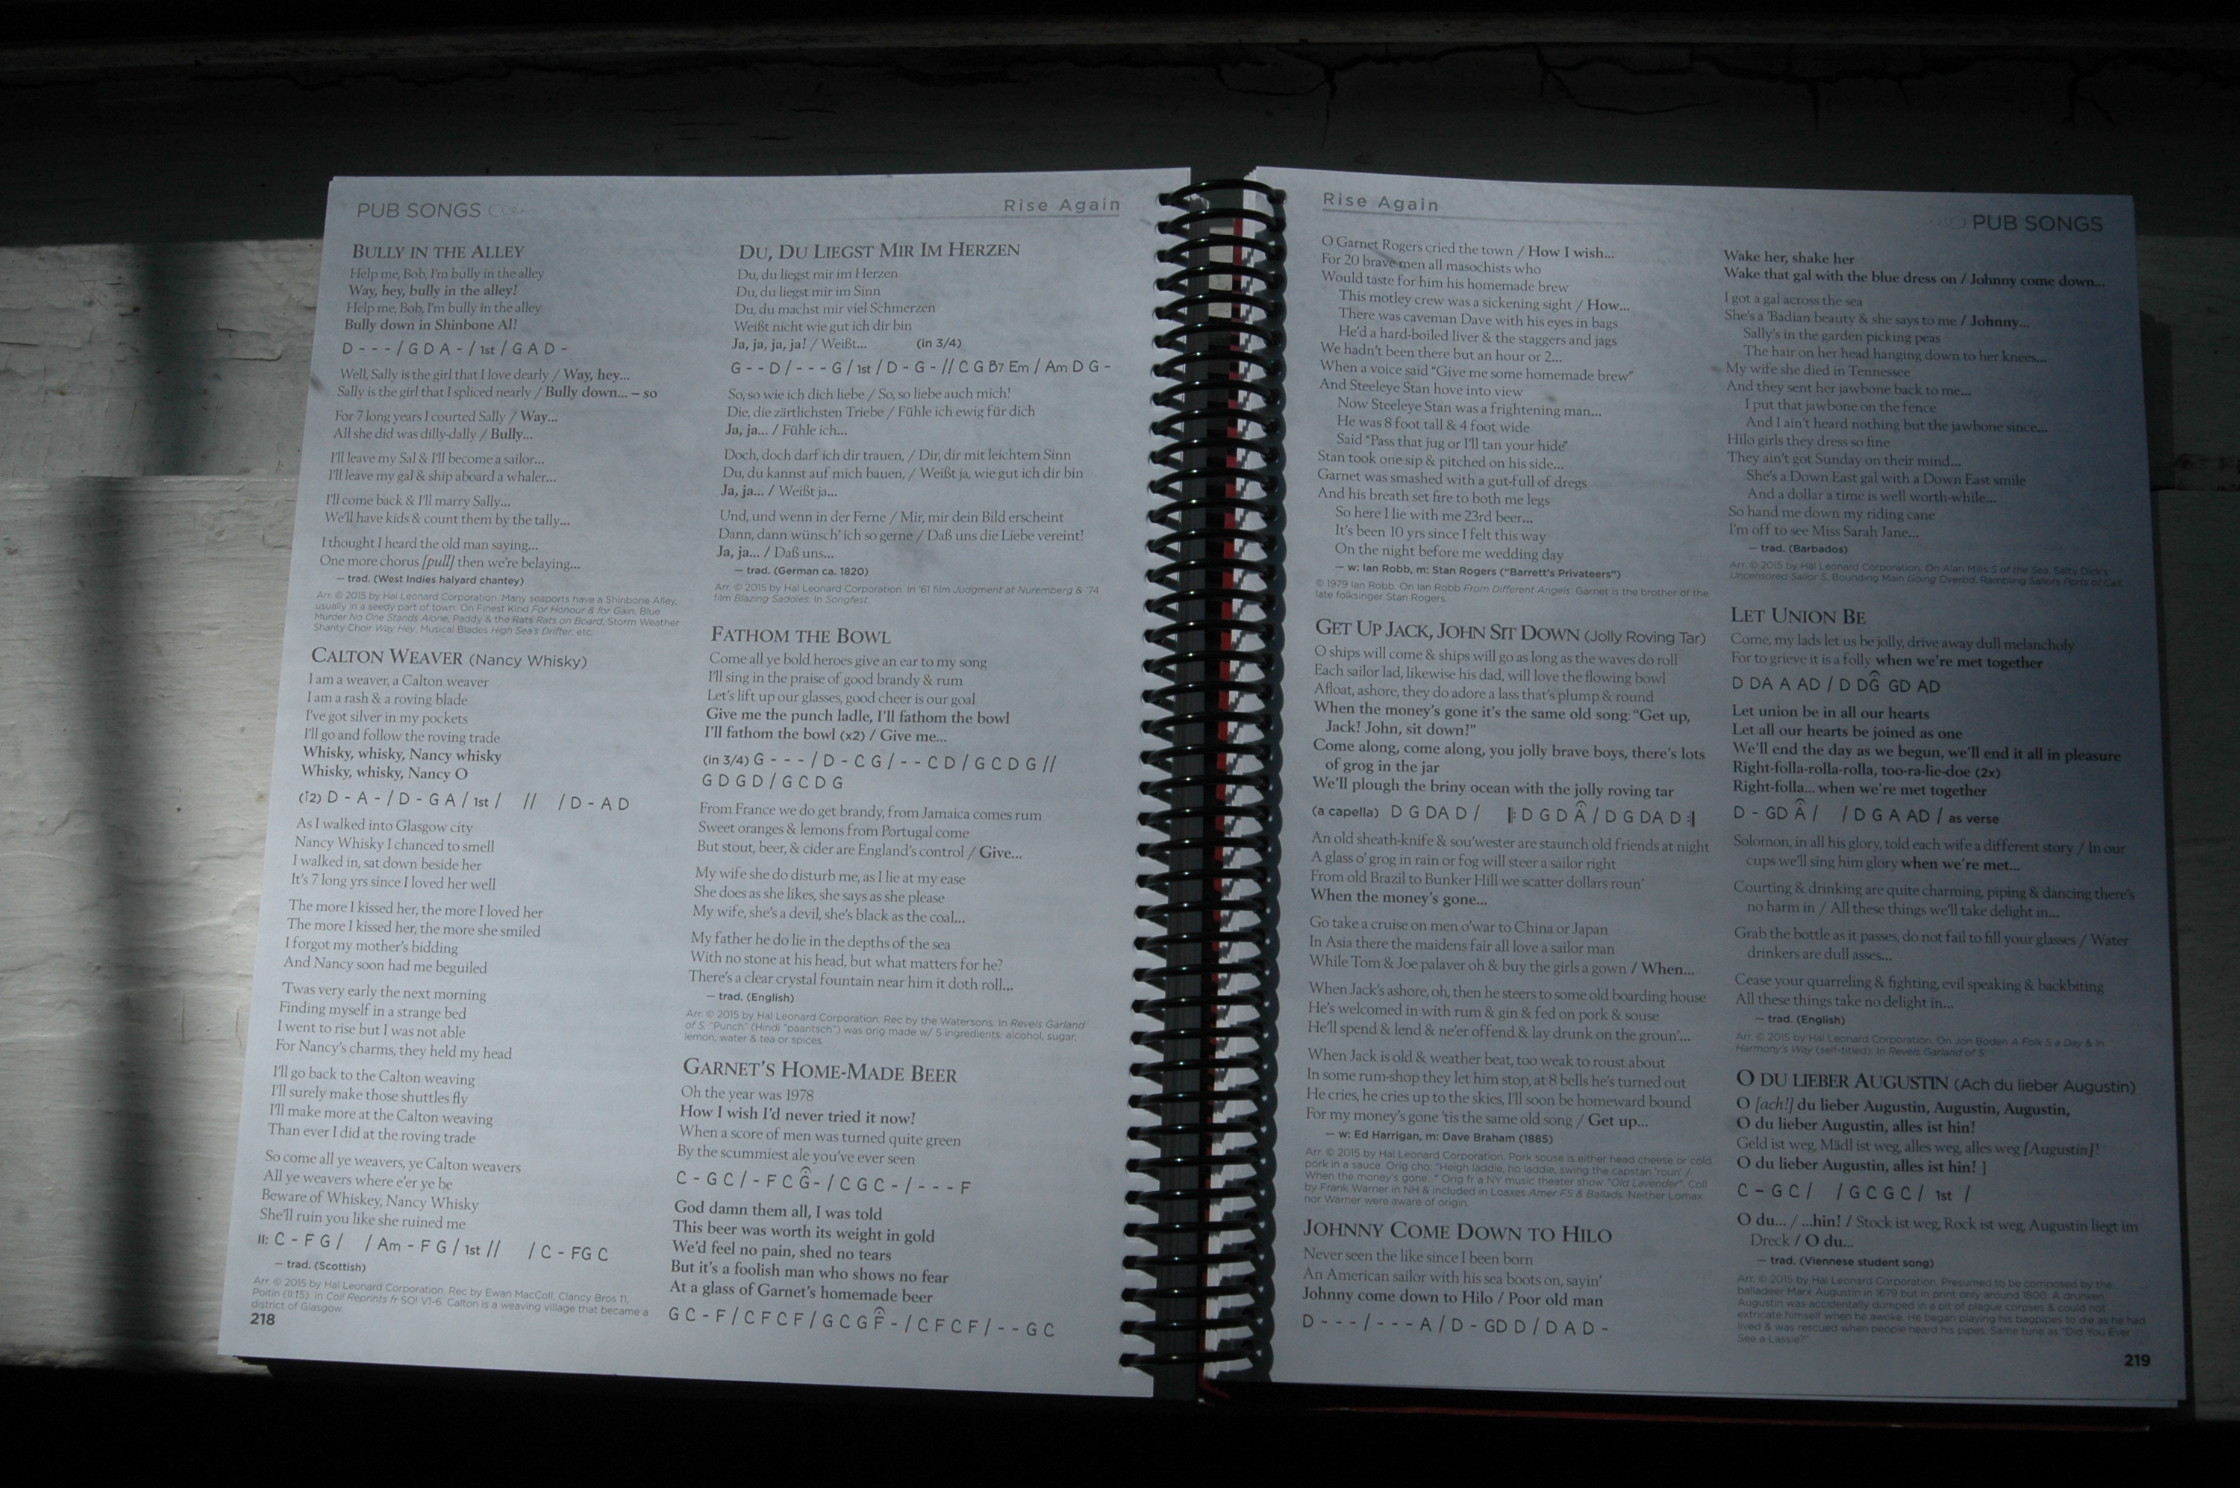 PUB SONGS
Rise Again
BULLY IN THE ALLEY
Help me, Bob, I'm bully in the alley
Way, hey, bully in the alley!
Help me, Bob, I'm bully in the alley
Bully down in Shinbone Al!
D - - - / G D A - / 1st / G A D -
Well, Sally is the girl that I love dearly / Way, hey...
Sally is the girl that I spliced nearly / Bully down... – so
For 7 long years I courted Sally / Way...
All she did was dilly-dally / Bully...
I'll leave my Sal & I'll become a sailor...
I'll leave my gal & ship aboard a whaler...
I'll come back & I'll marry Sally...
We'll have kids & count them by the tally...
I thought I heard the old man saying...
One more chorus [pull] then we're belaying...
– trad. (West Indies halyard chantey)
Arr. © 2015 by Hal Leonard Corporation. Many seaports have a Shinbone Alley,
usually in a seedy part of town. On Finest Kind For Honour & for Gain, Blue
Murder No One Stands Alone, Paddy & the Rats Rats on Board, Storm Weather
Shanty Choir Way Hey, Musical Blades High Sea's Drifter, etc.
CALTON WEAVER (Nancy Whisky)
I am a weaver, a Calton weaver
I am a rash & a roving blade
I've got silver in my pockets
I'll go and follow the roving trade
Whisky, whisky, Nancy whisky
Whisky, whisky, Nancy O
(↑2) D - A - / D - G A / 1st / // / D - A D
As I walked into Glasgow city
Nancy Whisky I chanced to smell
I walked in, sat down beside her
It's 7 long yrs since I loved her well
The more I kissed her, the more I loved her
The more I kissed her, the more she smiled
I forgot my mother's bidding
And Nancy soon had me beguiled
'Twas very early the next morning
Finding myself in a strange bed
I went to rise but I was not able
For Nancy's charms, they held my head
I'll go back to the Calton weaving
I'll surely make those shuttles fly
I'll make more at the Calton weaving
Than ever I did at the roving trade
So come all ye weavers, ye Calton weavers
All ye weavers where e'er ye be
Beware of Whiskey, Nancy Whisky
She'll ruin you like she ruined me
II: C - F G / / Am - F G / 1st // / C - FG C
– trad. (Scottish)
Arr. © 2015 by Hal Leonard Corporation. Rec by Ewan MacColl, Clancy Bros 11,
Poitin (II:15). In Coll Reprints fr SO! V1-6. Calton is a weaving village that became a
district of Glasgow.
218
DU, DU LIEGST MIR IM HERZEN
Du, du liegst mir im Herzen
Du, du liegst mir im Sinn
Du, du machst mir viel Schmerzen
Weißt nicht wie gut ich dir bin
Ja, ja, ja, ja! / Weißt... (in 3/4)
G - - D / - - - G / 1st / D - G - // C G B7 Em / Am D G -
So, so wie ich dich liebe / So, so liebe auch mich!
Die, die zärtlichsten Triebe / Fühle ich ewig für dich
Ja, ja... / Fühle ich...
Doch, doch darf ich dir trauen, / Dir, dir mit leichtem Sinn
Du, du kannst auf mich bauen, / Weißt ja, wie gut ich dir bin
Ja, ja... / Weißt ja...
Und, und wenn in der Ferne / Mir, mir dein Bild erscheint
Dann, dann wünsch' ich so gerne / Daß uns die Liebe vereint!
Ja, ja... / Daß uns...
– trad. (German ca. 1820)
Arr. © 2015 by Hal Leonard Corporation. In '61 film Judgment at Nuremberg & '74
film Blazing Saddles. In Songfest.
FATHOM THE BOWL
Come all ye bold heroes give an ear to my song
I'll sing in the praise of good brandy & rum
Let's lift up our glasses, good cheer is our goal
Give me the punch ladle, I'll fathom the bowl
I'll fathom the bowl (x2) / Give me...
(in 3/4) G - - - / D - C G / - - C D / G C D G //
G D G D / G C D G
From France we do get brandy, from Jamaica comes rum
Sweet oranges & lemons from Portugal come
But stout, beer, & cider are England's control / Give...
My wife she do disturb me, as I lie at my ease
She does as she likes, she says as she please
My wife, she's a devil, she's black as the coal...
My father he do lie in the depths of the sea
With no stone at his head, but what matters for he?
There's a clear crystal fountain near him it doth roll...
– trad. (English)
Arr. © 2015 by Hal Leonard Corporation. Rec by the Watersons. In Revels Garland
of S. "Punch" (Hindi "paantsch") was orig made w/ 5 ingredients: alcohol, sugar,
lemon, water & tea or spices.
GARNET'S HOME-MADE BEER
Oh the year was 1978
How I wish I'd never tried it now!
When a score of men was turned quite green
By the scummiest ale you've ever seen
C - G C / - F C G - / C G C - / - - - F
God damn them all, I was told
This beer was worth its weight in gold
We'd feel no pain, shed no tears
But it's a foolish man who shows no fear
At a glass of Garnet's homemade beer
G C - F / C F C F / G C G F - / C F C F / - - G C
Rise Again
PUB SONGS
O Garnet Rogers cried the town / How I wish...
For 20 brave men all masochists who
Would taste for him his homemade brew
This motley crew was a sickening sight / How...
There was caveman Dave with his eyes in bags
He'd a hard-boiled liver & the staggers and jags
We hadn't been there but an hour or 2...
When a voice said "Give me some homemade brew"
And Steeleye Stan hove into view
Now Steeleye Stan was a frightening man...
He was 8 foot tall & 4 foot wide
Said "Pass that jug or I'll tan your hide"
Stan took one sip & pitched on his side...
Garnet was smashed with a gut-full of dregs
And his breath set fire to both me legs
So here I lie with me 23rd beer...
It's been 10 yrs since I felt this way
On the night before me wedding day
– w: Ian Robb, m: Stan Rogers ("Barrett's Privateers")
© 1979 Ian Robb. On Ian Robb From Different Angels. Garnet is the brother of the
late folksinger Stan Rogers.
GET UP JACK, JOHN SIT DOWN (Jolly Roving Tar)
O ships will come & ships will go as long as the waves do roll
Each sailor lad, likewise his dad, will love the flowing bowl
Afloat, ashore, they do adore a lass that's plump & round
When the money's gone it's the same old song: "Get up,
Jack! John, sit down!"
Come along, come along, you jolly brave boys, there's lots
of grog in the jar
We'll plough the briny ocean with the jolly roving tar
(a capella) D G DA D / ‖: D G D A / D G DA D :‖
An old sheath-knife & sou'wester are staunch old friends at night
A glass o' grog in rain or fog will steer a sailor right
From old Brazil to Bunker Hill we scatter dollars roun'
When the money's gone...
Go take a cruise on men o'war to China or Japan
In Asia there the maidens fair all love a sailor man
While Tom & Joe palaver oh & buy the girls a gown / When...
When Jack's ashore, oh, then he steers to some old boarding house
He's welcomed in with rum & gin & fed on pork & souse
He'll spend & lend & ne'er offend & lay drunk on the groun'...
When Jack is old & weather beat, too weak to roust about
In some rum-shop they let him stop, at 8 bells he's turned out
He cries, he cries up to the skies, I'll soon be homeward bound
For my money's gone 'tis the same old song / Get up...
– w: Ed Harrigan, m: Dave Braham (1885)
Arr. © 2015 by Hal Leonard Corporation. Pork souse is either head cheese or cold
pork in a sauce. Orig cho: "Heigh laddie, ho laddie, swing the capstan 'roun' /
When the money's gone..." Orig fr a NY music theater show "Old Lavender". Coll
by Frank Warner in NH & included in Loaxes Amer FS & Ballads. Neither Lomax
nor Warner were aware of origin.
JOHNNY COME DOWN TO HILO
Never seen the like since I been born
An American sailor with his sea boots on, sayin'
Johnny come down to Hilo / Poor old man
D - - - / - - - A / D - GD D / D A D -
Wake her, shake her
Wake that gal with the blue dress on / Johnny come down...
I got a gal across the sea
She's a 'Badian beauty & she says to me / Johnny...
Sally's in the garden picking peas
The hair on her head hanging down to her knees...
My wife she died in Tennessee
And they sent her jawbone back to me...
I put that jawbone on the fence
And I ain't heard nothing but the jawbone since...
Hilo girls they dress so fine
They ain't got Sunday on their mind...
She's a Down East gal with a Down East smile
And a dollar a time is well worth-while...
So hand me down my riding cane
I'm off to see Miss Sarah Jane...
– trad. (Barbados)
Arr. © 2015 by Hal Leonard Corporation. On Alan Mills S of the Sea, Salty Dick's
Uncensored Sailor S, Bounding Main Going Overbd, Rambling Sailors Ports of Call.
LET UNION BE
Come, my lads let us be jolly, drive away dull melancholy
For to grieve it is a folly when we're met together
D DA A AD / D DG GD AD
Let union be in all our hearts
Let all our hearts be joined as one
We'll end the day as we begun, we'll end it all in pleasure
Right-folla-rolla-rolla, too-ra-lie-doe (2x)
Right-folla... when we're met together
D - GD A / / D G A AD / as verse
Solomon, in all his glory, told each wife a different story / In our
cups we'll sing him glory when we're met...
Courting & drinking are quite charming, piping & dancing there's
no harm in / All these things we'll take delight in...
Grab the bottle as it passes, do not fail to fill your glasses / Water
drinkers are dull asses...
Cease your quarreling & fighting, evil speaking & backbiting
All these things take no delight in...
– trad. (English)
Arr. © 2015 by Hal Leonard Corporation. On Jon Boden A Folk S a Day & In
Harmony's Way (self-titled). In Revels Garland of S.
O DU LIEBER AUGUSTIN (Ach du lieber Augustin)
O [ach!] du lieber Augustin, Augustin, Augustin,
O du lieber Augustin, alles ist hin!
Geld ist weg, Mädl ist weg, alles weg, alles weg [Augustin]!
O du lieber Augustin, alles ist hin! ]
C - G C / / G C G C / 1st /
O du... / ...hin! / Stock ist weg, Rock ist weg, Augustin liegt im
Dreck / O du...
– trad. (Viennese student song)
Arr. © 2015 by Hal Leonard Corporation. Presumed to be composed by the
balladeer Marx Augustin in 1679 but in print only around 1800. A drunken
Augustin was accidentally dumped in a pit of plague corpses & could not
extricate himself when he awoke. He began playing his bagpipes to die as he had
lived & was rescued when people heard his pipes. Same tune as "Did You Ever
See a Lassie?"
219